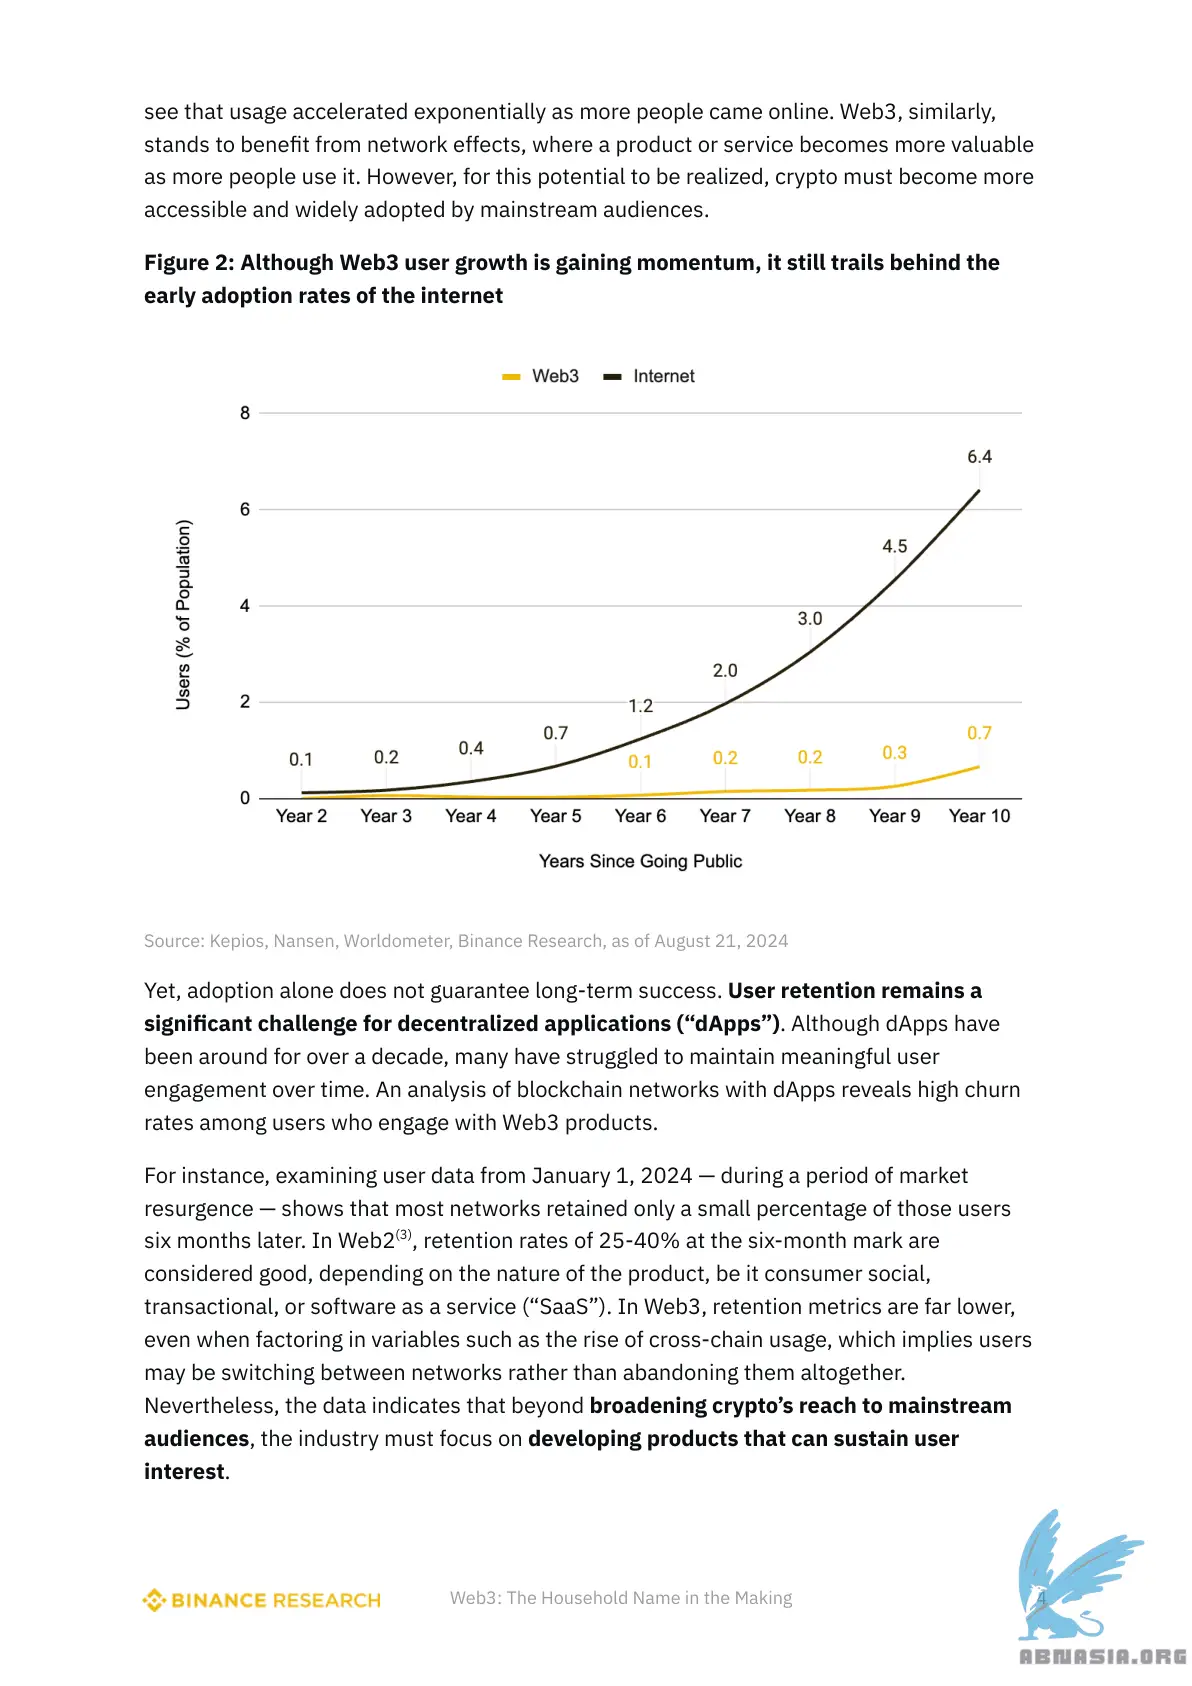 see that usage accelerated exponentially as more people came online. Web3, similarly,
stands to benefit from network effects, where a product or service becomes more valuable
as more people use it. However, for this potential to be realized, crypto must become more
accessible and widely adopted by mainstream audiences.
Figure 2: Although Web3 user growth is gaining momentum, it still trails behind the
early adoption rates of the internet
Web3 Internet
8
6.4
6
4.5
4
3.0
2.0
2
1.2
0.7
0.4
0.2
0.1
0.1
0.2
0.2
0.3
0.7
0
Users (% of Population)
Year 2 Year 3 Year 4 Year 5 Year 6 Year 7 Year 8 Year 9 Year 10
Years Since Going Public
Source: Kepios, Nansen, Worldometer, Binance Research, as of August 21, 2024
Yet, adoption alone does not guarantee long-term success. User retention remains a
significant challenge for decentralized applications (“dApps”). Although dApps have
been around for over a decade, many have struggled to maintain meaningful user
engagement over time. An analysis of blockchain networks with dApps reveals high churn
rates among users who engage with Web3 products.
For instance, examining user data from January 1, 2024 — during a period of market
resurgence — shows that most networks retained only a small percentage of those users
six months later. In Web2(3), retention rates of 25-40% at the six-month mark are
considered good, depending on the nature of the product, be it consumer social,
transactional, or software as a service (“SaaS”). In Web3, retention metrics are far lower,
even when factoring in variables such as the rise of cross-chain usage, which implies users
may be switching between networks rather than abandoning them altogether.
Nevertheless, the data indicates that beyond broadening crypto’s reach to mainstream
audiences, the industry must focus on developing products that can sustain user
interest.
BINANCE RESEARCH
Web3: The Household Name in the Making
4
ABNASIA.ORG